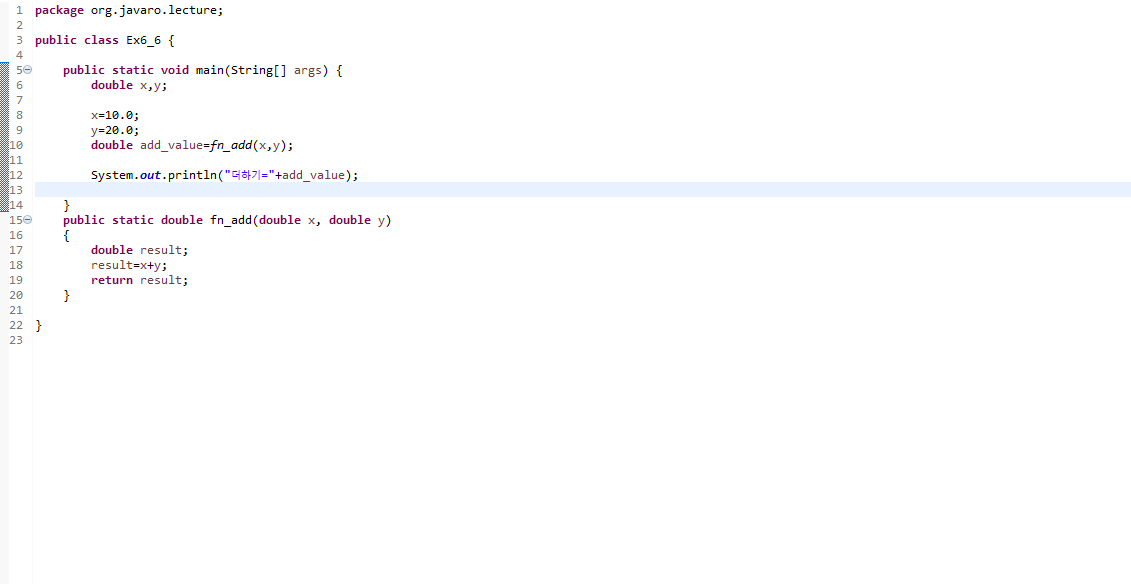 1 package org.javaro.lecture;
2
3 public class Ex6_6 {
4
5 public static void main(String[] args) {
6 double x,y;
7
8 x=10.0;
9 y=20.0;
10 double add_value=fn_add(x,y);
11
12 System.out.println("더하기="+add_value);
13
14 }
15 public static double fn_add(double x, double y)
16 {
17 double result;
18 result=x+y;
19 return result;
20 }
21
22 }
23